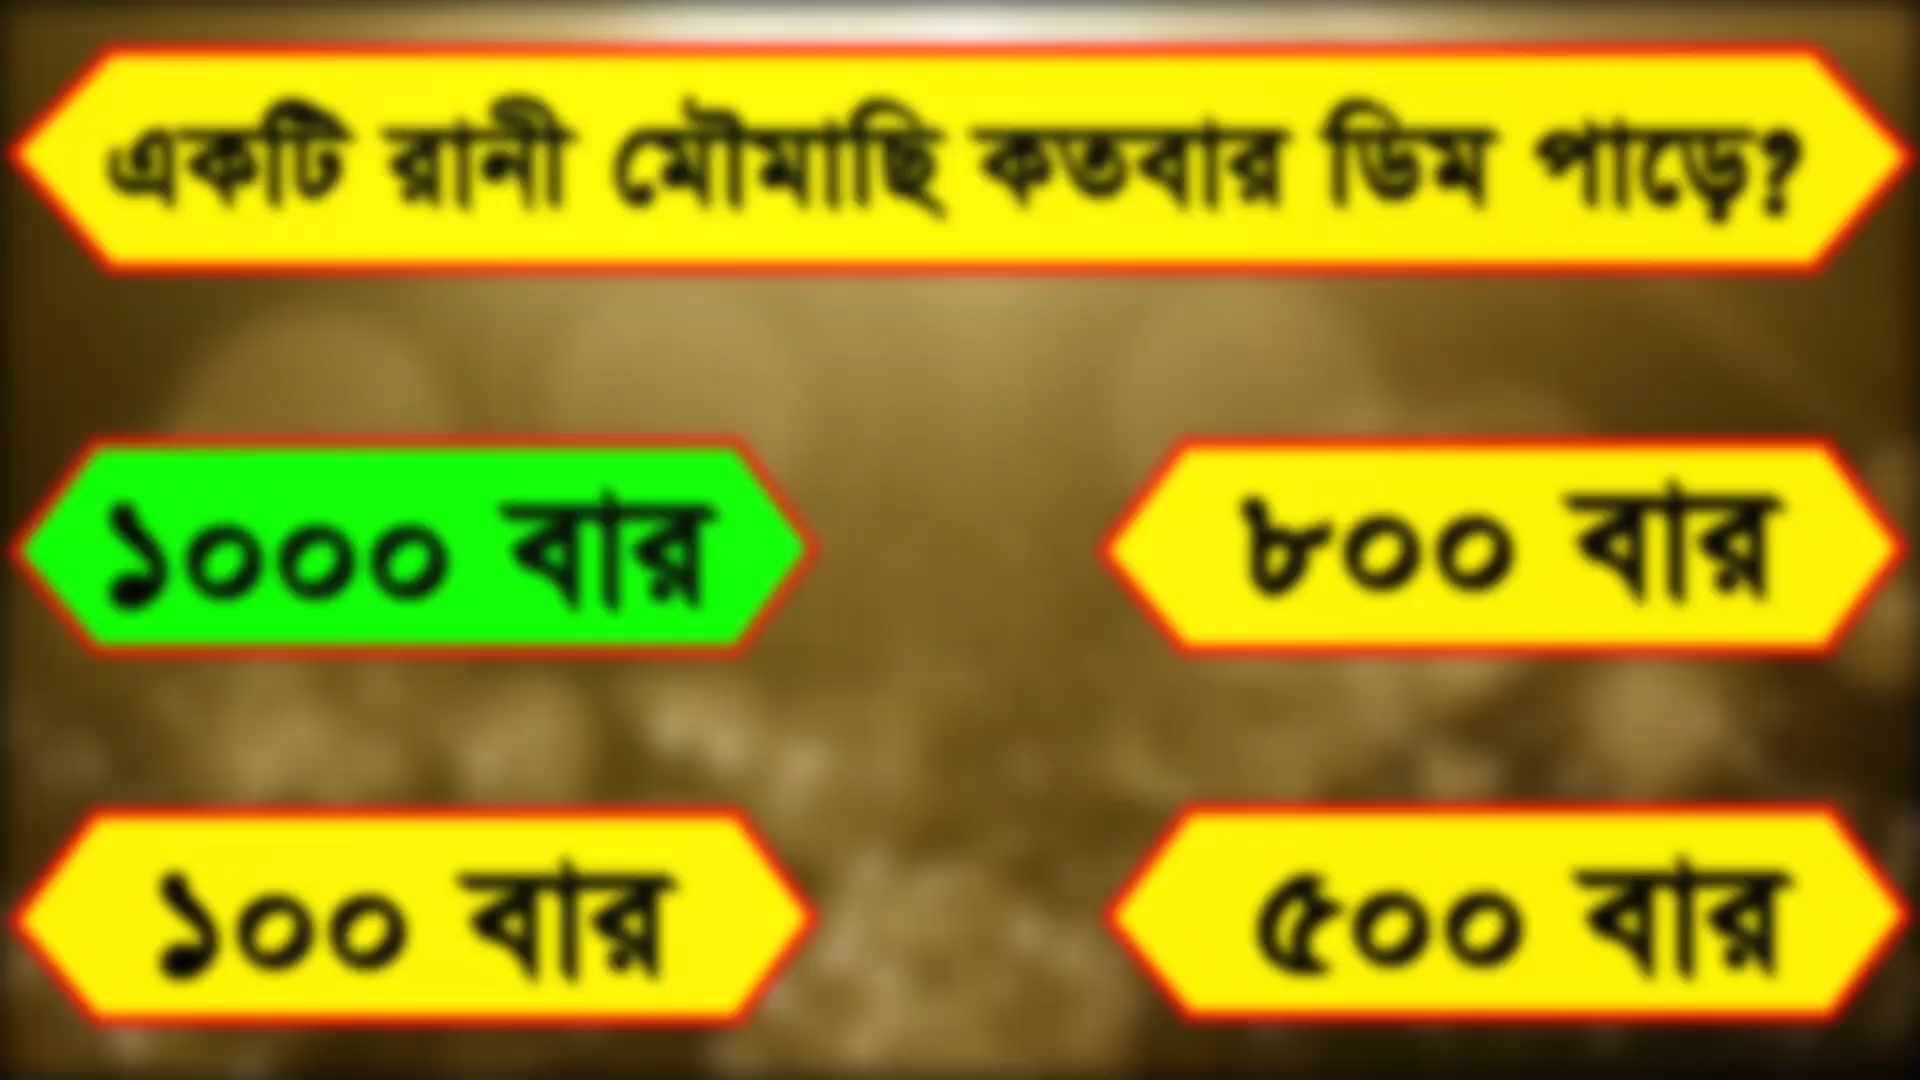 একটি রানী মৌমাছি কতবার ডিম পাড়ে?
১০০০ বার
৮০০ বার
১০০ বার
৫০০ বার